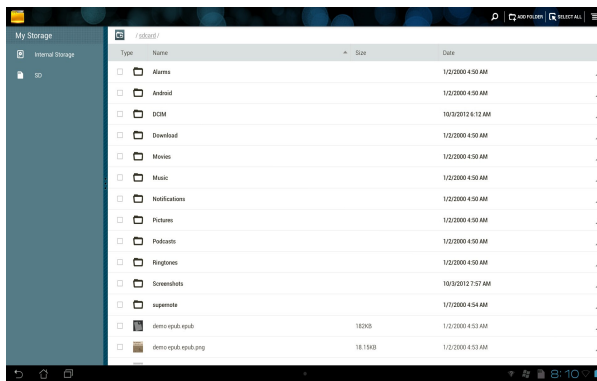 ADD FOLDER SELECT ALL
My Storage
/ sdcard /
Internal Storage
SD
Type Name Size Date
Alarms 1/2/2000 4:50 AM
Android 1/2/2000 4:50 AM
DCIM 10/3/2012 6:12 AM
Download 1/2/2000 4:50 AM
Movies 1/2/2000 4:50 AM
Music 1/2/2000 4:50 AM
Notifications 1/2/2000 4:50 AM
Pictures 1/2/2000 4:50 AM
Podcasts 1/2/2000 4:50 AM
Ringtones 1/2/2000 4:50 AM
Screenshots 10/3/2012 7:57 AM
supernote 1/7/2000 4:54 AM
demo epub.epub 182KB 1/2/2000 4:53 AM
demo epub.epub.png 18.15KB 1/2/2000 4:53 AM
8:10